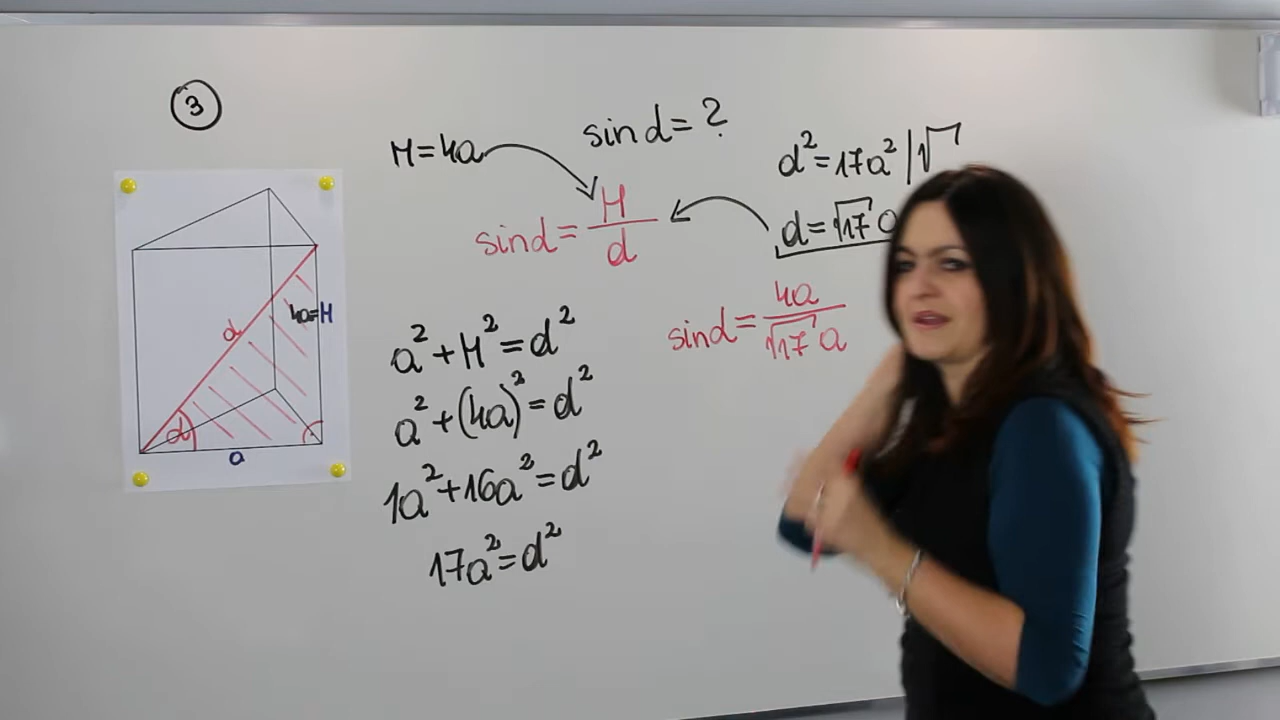 3
H=4a
sin α = ?
sin α = H/d
a²+H²=d²
a²+(4a)²=d²
1a²+16a²=d²
17a²=d²
d²=17a² |√
d=√17 a
sin α = 4a/(√17 a)
d
4a=H
α
a